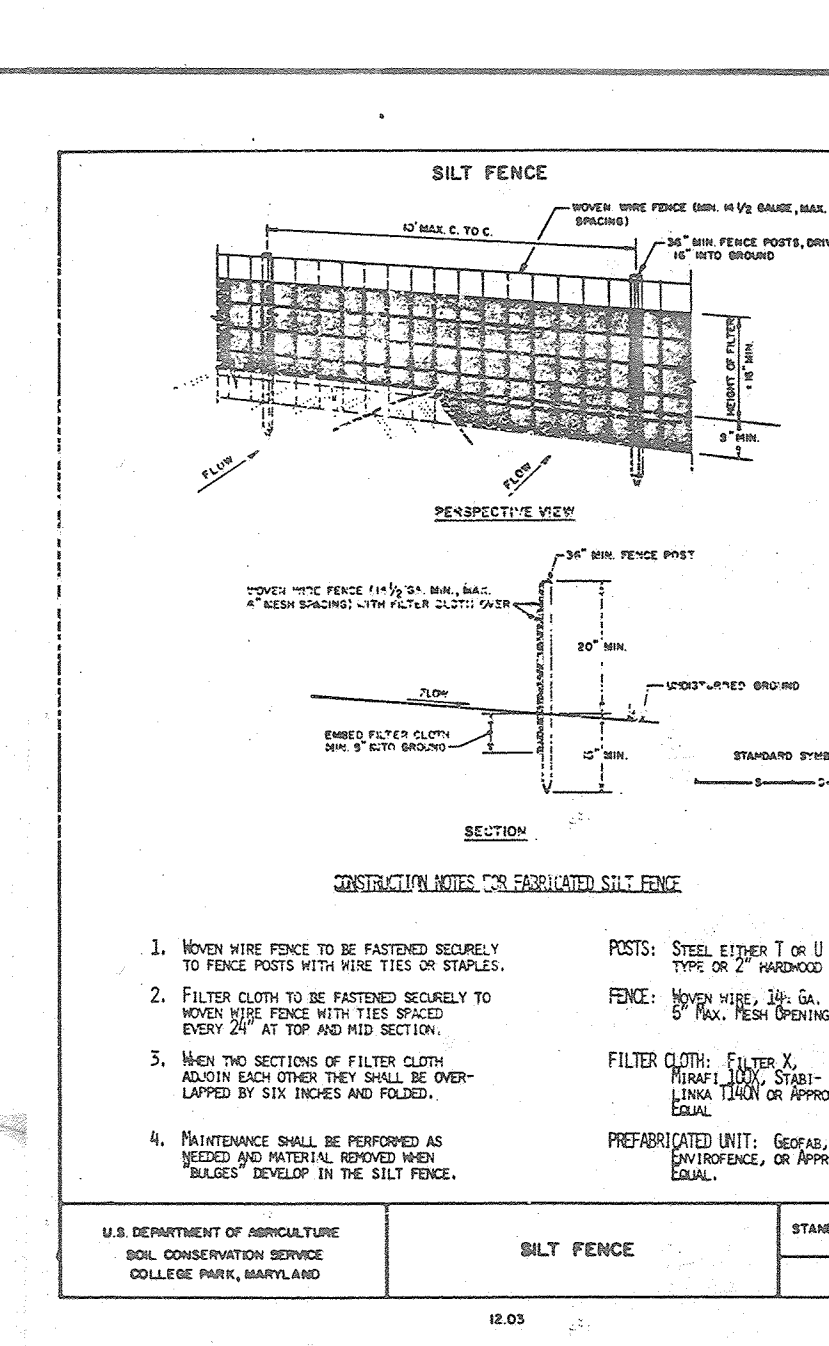 SILT FENCE
WOVEN WIRE FENCE (MIN. 14 1/2 GAUGE, MAX.
SPACING)
10' MAX. C. TO C.
36" MIN. FENCE POSTS, DRIV
16" INTO GROUND
HEIGHT OF FILTER
16" MIN.
8" MIN.
FLOW
FLOW
PERSPECTIVE VIEW
36" MIN. FENCE POST
WOVEN WIRE FENCE (14 1/2 GA. MIN., MAX.
MESH SPACING) WITH FILTER CLOTH OVER
20" MIN.
UNDISTURBED GROUND
FLOW
EMBED FILTER CLOTH
MIN. 8" INTO GROUND
MIN.
STANDARD SYMB
S
SECTION
CONSTRUCTION NOTES FOR FABRICATED SILT FENCE
1. WOVEN WIRE FENCE TO BE FASTENED SECURELY
TO FENCE POSTS WITH WIRE TIES OR STAPLES.
2. FILTER CLOTH TO BE FASTENED SECURELY TO
WOVEN WIRE FENCE WITH TIES SPACED
EVERY 24" AT TOP AND MID SECTION.
3. WHEN TWO SECTIONS OF FILTER CLOTH
ADJOIN EACH OTHER THEY SHALL BE OVER-
LAPPED BY SIX INCHES AND FOLDED.
4. MAINTENANCE SHALL BE PERFORMED AS
NEEDED AND MATERIAL REMOVED WHEN
"BULGES" DEVELOP IN THE SILT FENCE.
POSTS: STEEL EITHER T OR U
TYPE OR 2" HARDWOOD
FENCE: WOVEN WIRE, 14½ GA.
6" MAX. MESH OPENING
FILTER CLOTH: FILTER X,
MIRAFI 100X, STABI-
LINKA T140N OR APPRO
EQUAL
PREFABRICATED UNIT: GEOFAB,
ENVIROFENCE, OR APPR
EQUAL.
U.S. DEPARTMENT OF AGRICULTURE
SOIL CONSERVATION SERVICE
COLLEGE PARK, MARYLAND
SILT FENCE
STAN
12.03